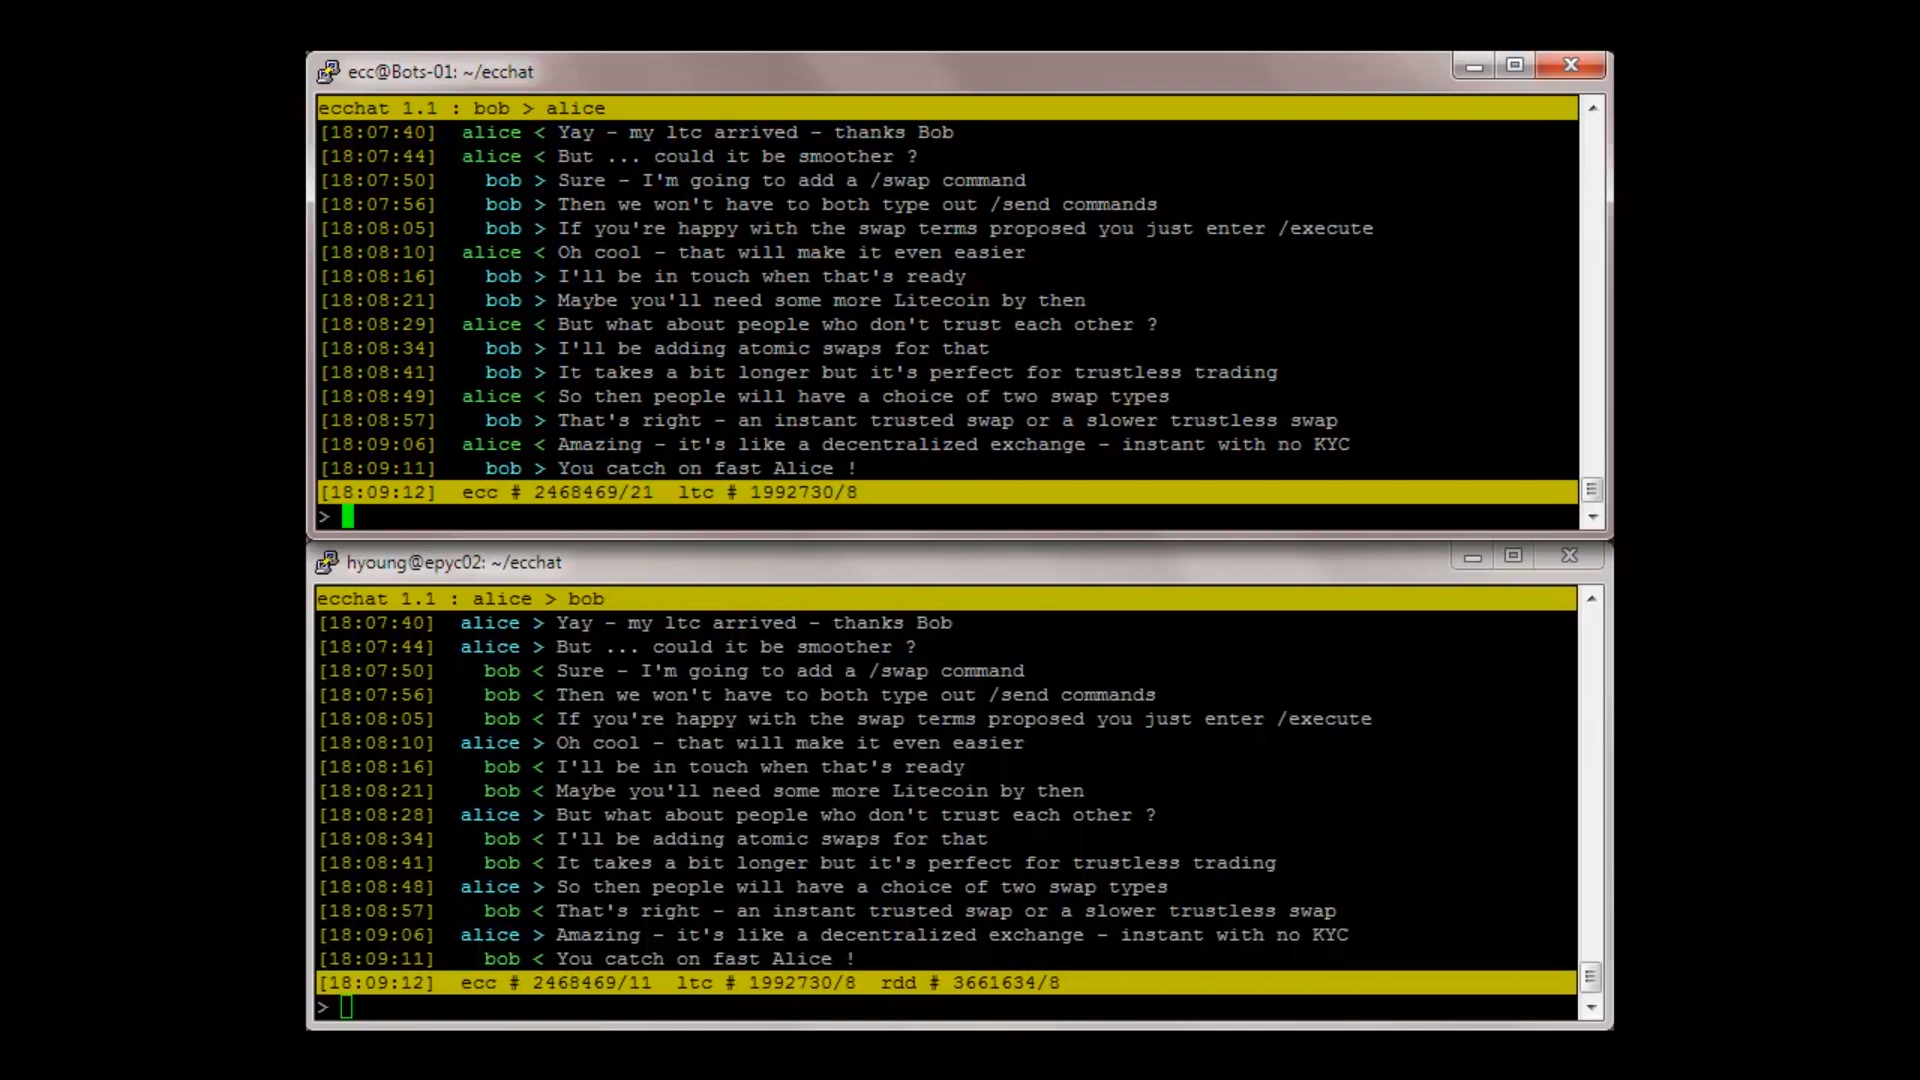 ecc@Bots-01: ~/ecchat
ecchat 1.1 : bob > alice
[18:07:40] alice < Yay - my ltc arrived - thanks Bob
[18:07:44] alice < But ... could it be smoother ?
[18:07:50] bob > Sure - I'm going to add a /swap command
[18:07:56] bob > Then we won't have to both type out /send commands
[18:08:05] bob > If you're happy with the swap terms proposed you just enter /execute
[18:08:10] alice < Oh cool - that will make it even easier
[18:08:16] bob > I'll be in touch when that's ready
[18:08:21] bob > Maybe you'll need some more Litecoin by then
[18:08:29] alice < But what about people who don't trust each other ?
[18:08:34] bob > I'll be adding atomic swaps for that
[18:08:41] bob > It takes a bit longer but it's perfect for trustless trading
[18:08:49] alice < So then people will have a choice of two swap types
[18:08:57] bob > That's right - an instant trusted swap or a slower trustless swap
[18:09:06] alice < Amazing - it's like a decentralized exchange - instant with no KYC
[18:09:11] bob > You catch on fast Alice !
[18:09:12] ecc # 2468469/21 ltc # 1992730/8
>
hyoung@epyc02: ~/ecchat
ecchat 1.1 : alice > bob
[18:07:40] alice > Yay - my ltc arrived - thanks Bob
[18:07:44] alice > But ... could it be smoother ?
[18:07:50] bob < Sure - I'm going to add a /swap command
[18:07:56] bob < Then we won't have to both type out /send commands
[18:08:05] bob < If you're happy with the swap terms proposed you just enter /execute
[18:08:10] alice > Oh cool - that will make it even easier
[18:08:16] bob < I'll be in touch when that's ready
[18:08:21] bob < Maybe you'll need some more Litecoin by then
[18:08:28] alice > But what about people who don't trust each other ?
[18:08:34] bob < I'll be adding atomic swaps for that
[18:08:41] bob < It takes a bit longer but it's perfect for trustless trading
[18:08:48] alice > So then people will have a choice of two swap types
[18:08:57] bob < That's right - an instant trusted swap or a slower trustless swap
[18:09:06] alice > Amazing - it's like a decentralized exchange - instant with no KYC
[18:09:11] bob < You catch on fast Alice !
[18:09:12] ecc # 2468469/11 ltc # 1992730/8 rdd # 3661634/8
>